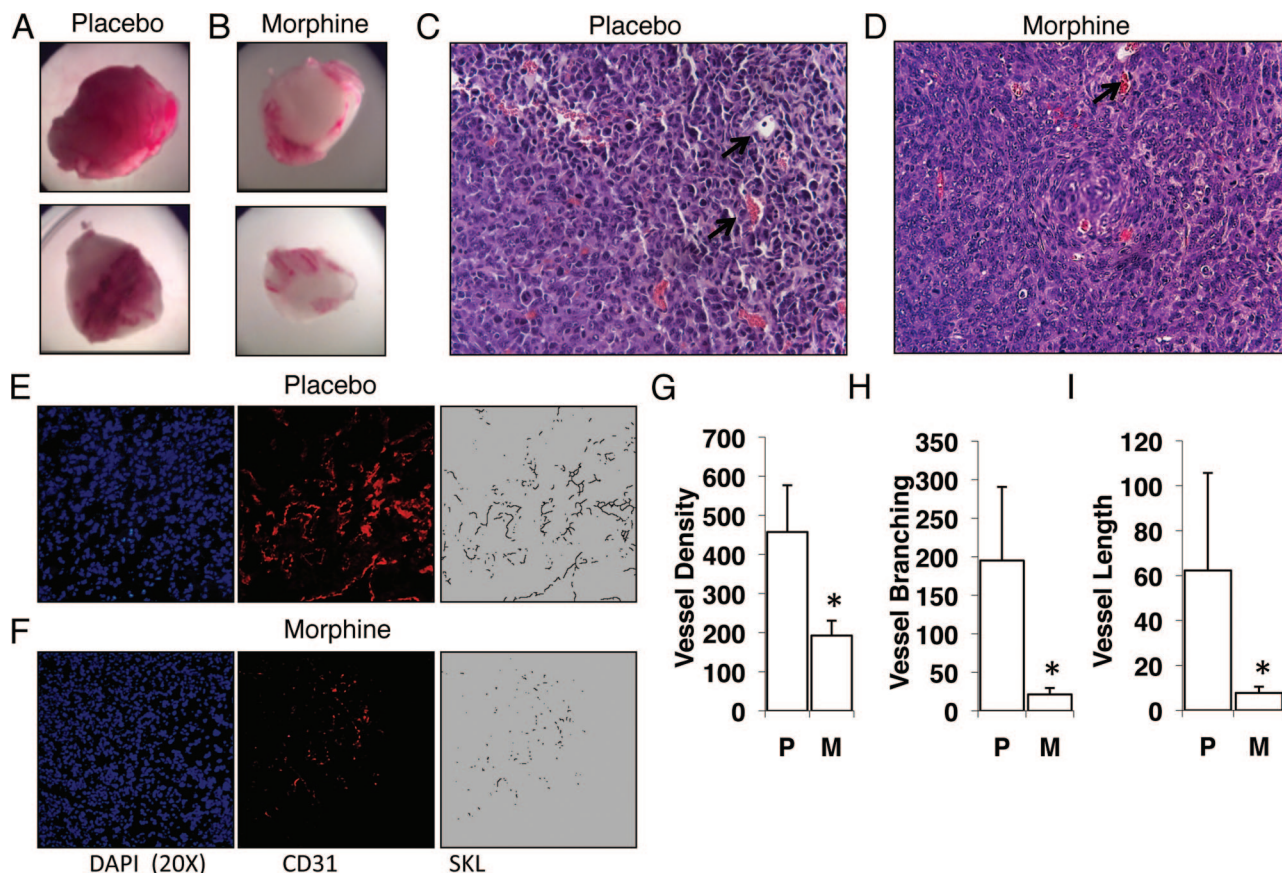 A Placebo
B Morphine
C Placebo
D Morphine
E Placebo
F Morphine
DAPI (20X) CD31 SKL
G
Vessel Density
700
600
500
400
300
200
100
0
P M
*
H
Vessel Branching
350
300
250
200
150
100
50
0
P M
*
I
Vessel Length
120
100
80
60
40
20
0
P M
*